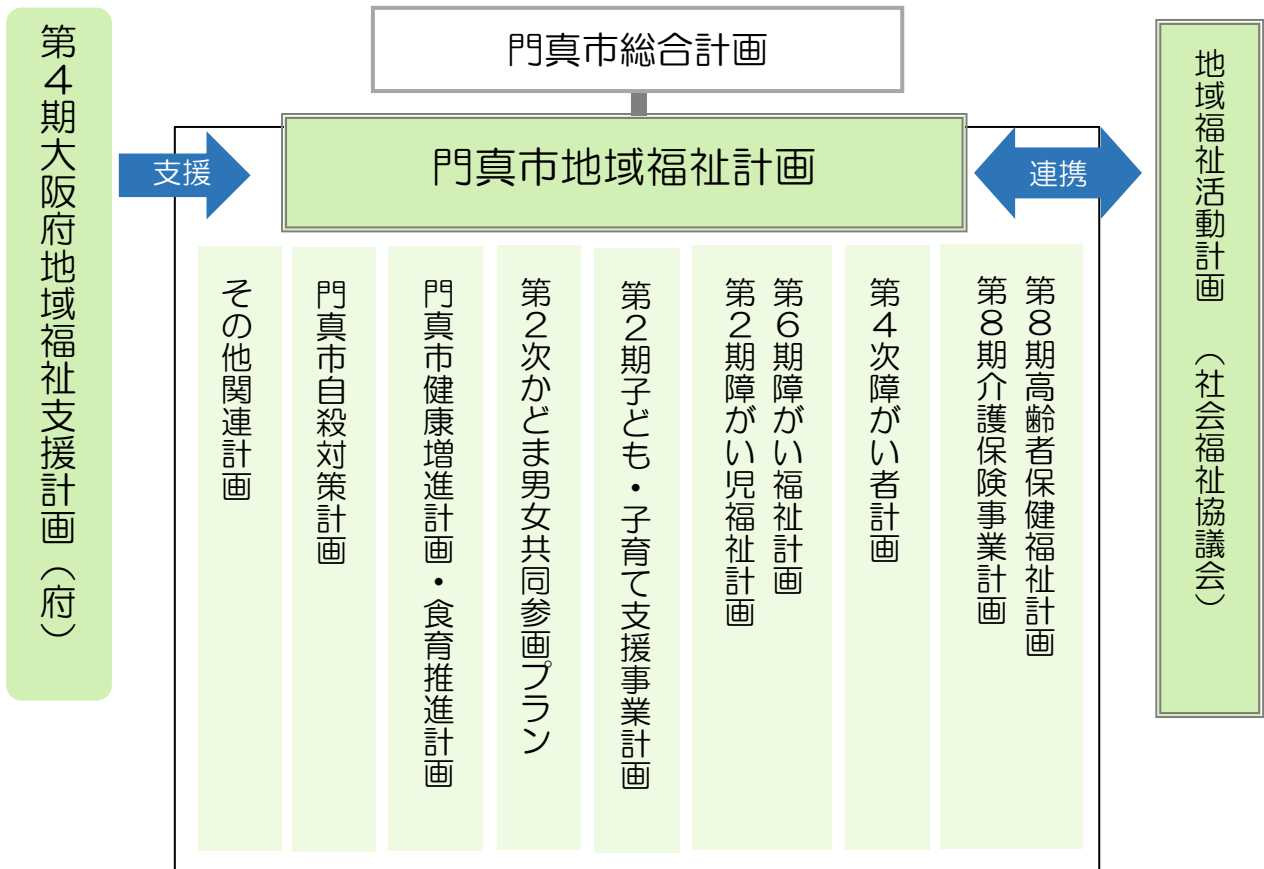 門真市総合計画
門真市地域福祉計画
支援
連携
第４期大阪府地域福祉支援計画（府）
地域福祉活動計画　（社会福祉協議会）
第８期高齢者保健福祉計画
第８期介護保険事業計画
第４次障がい者計画
第６期障がい福祉計画
第２期障がい児福祉計画
第２期子ども・子育て支援事業計画
第２次かどま男女共同参画プラン
門真市健康増進計画・食育推進計画
門真市自殺対策計画
その他関連計画